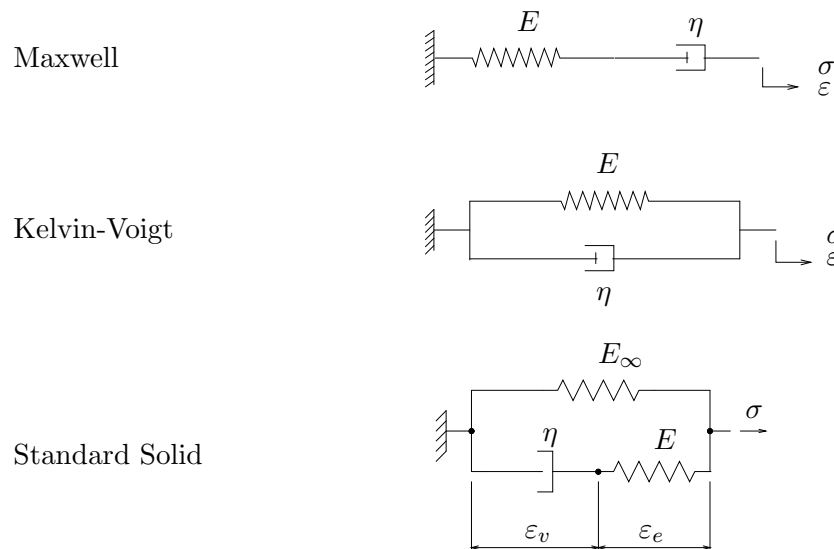 Maxwell
E
η
σ
ε
Kelvin-Voigt
E
η
σ
ε
Standard Solid
E∞
η
E
σ
εv
εe